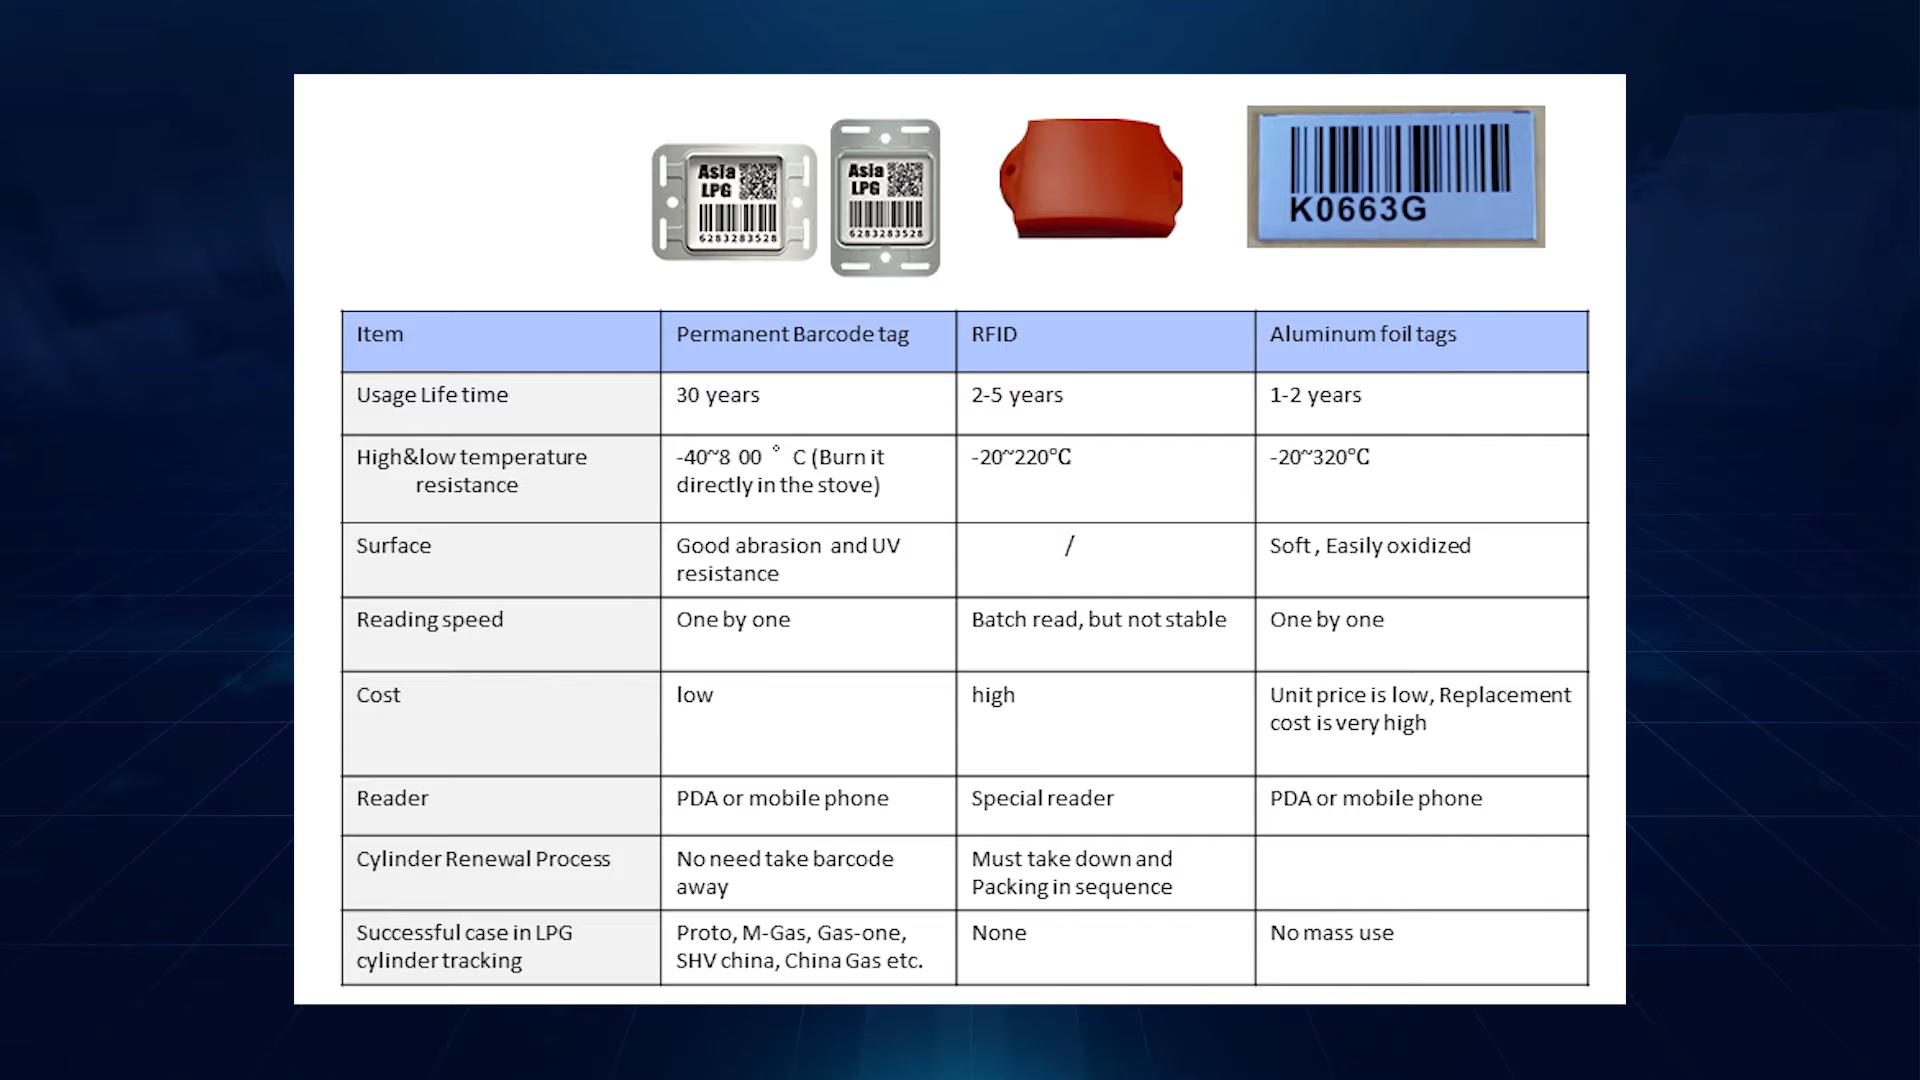 Asia
LPG
6283283528
Asia
LPG
6283283528
K0663G
Item
Permanent Barcode tag
RFID
Aluminum foil tags
Usage Life time
30 years
2-5 years
1-2 years
High&low temperature
resistance
-40~8 00 ° C (Burn it
directly in the stove)
-20~220℃
-20~320℃
Surface
Good abrasion and UV
resistance
/
Soft , Easily oxidized
Reading speed
One by one
Batch read, but not stable
One by one
Cost
low
high
Unit price is low, Replacement
cost is very high
Reader
PDA or mobile phone
Special reader
PDA or mobile phone
Cylinder Renewal Process
No need take barcode
away
Must take down and
Packing in sequence
Successful case in LPG
cylinder tracking
Proto, M-Gas, Gas-one,
SHV china, China Gas etc.
None
No mass use